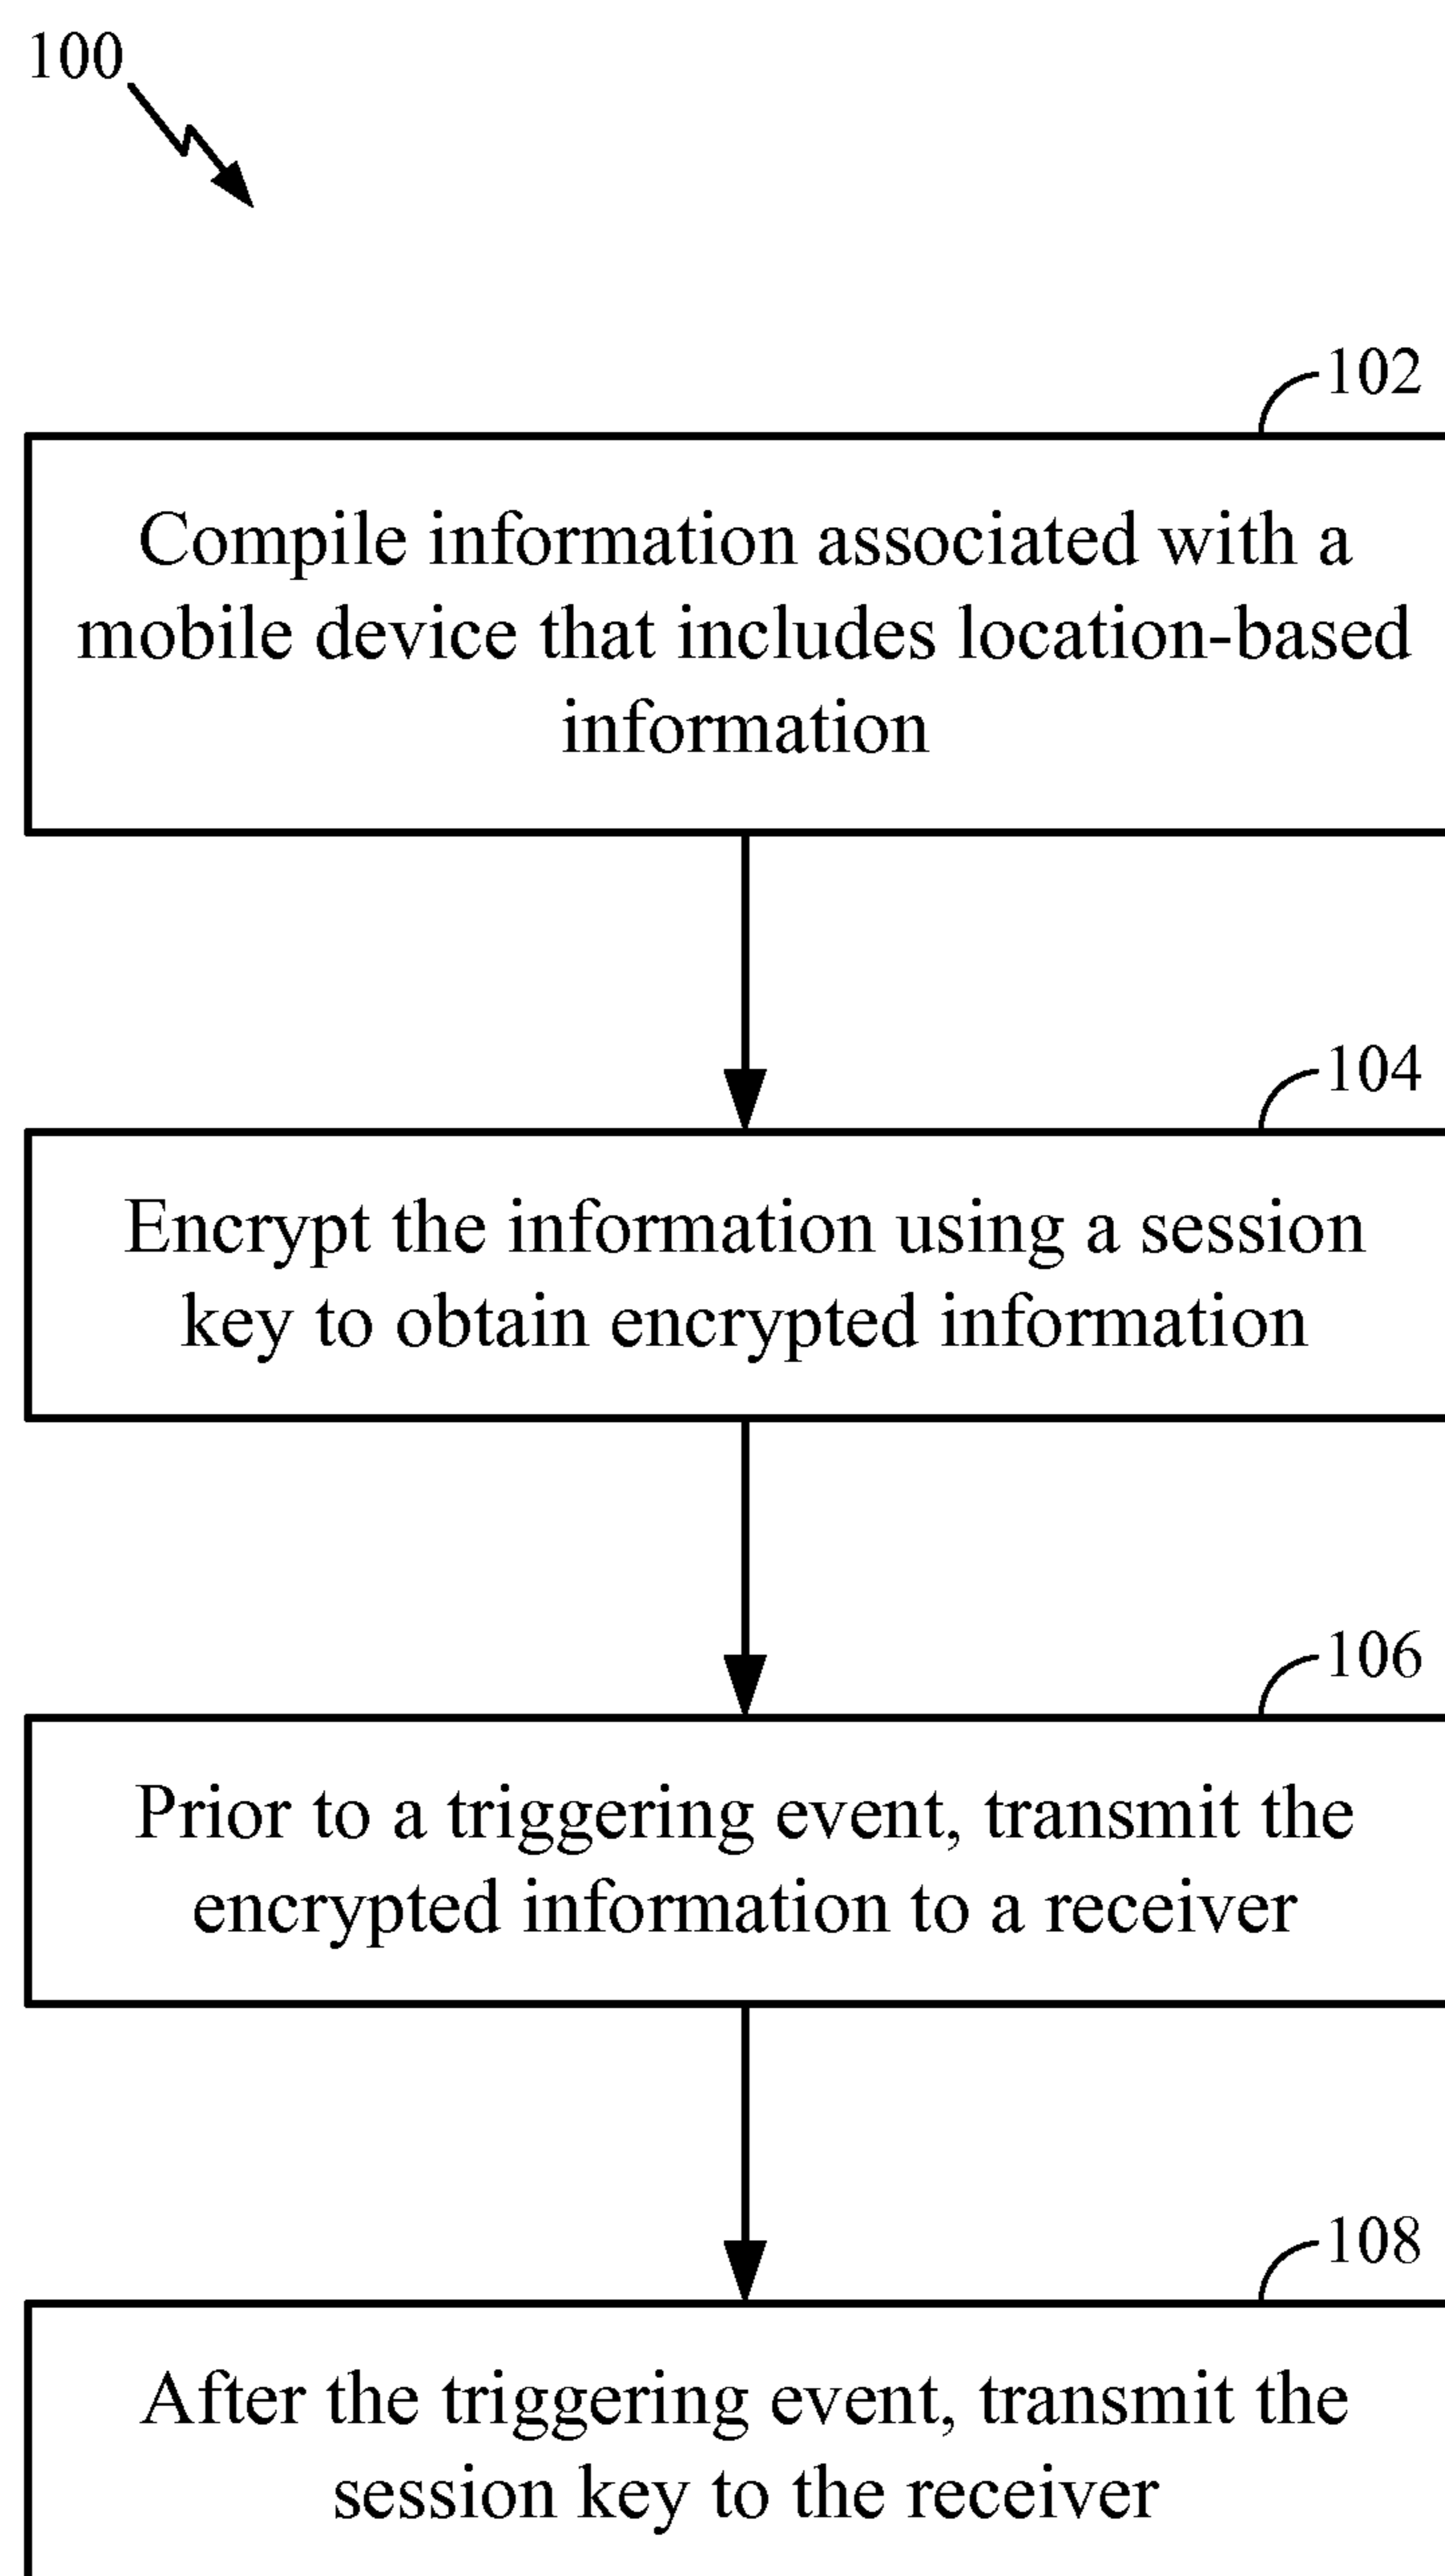 100
102
Compile information associated with a
mobile device that includes location-based
information
104
Encrypt the information using a session
key to obtain encrypted information
106
Prior to a triggering event, transmit the
encrypted information to a receiver
108
After the triggering event, transmit the
session key to the receiver